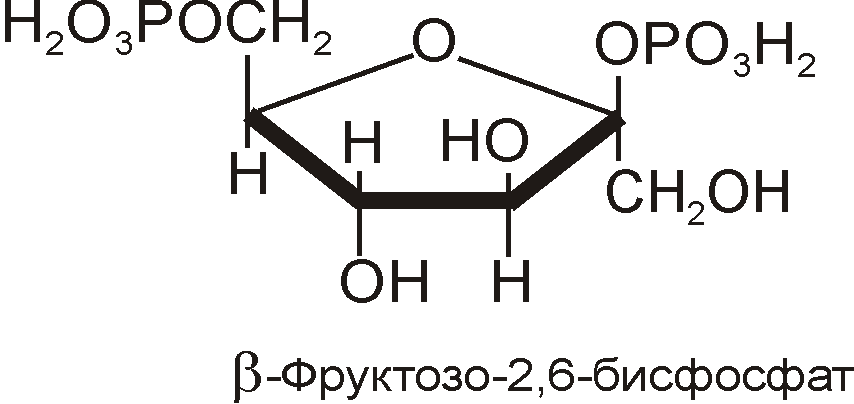 H2O3POCH2 O OPO3H2
H HO
H CH2OH
OH H
β-Фруктозо-2,6-бисфосфат